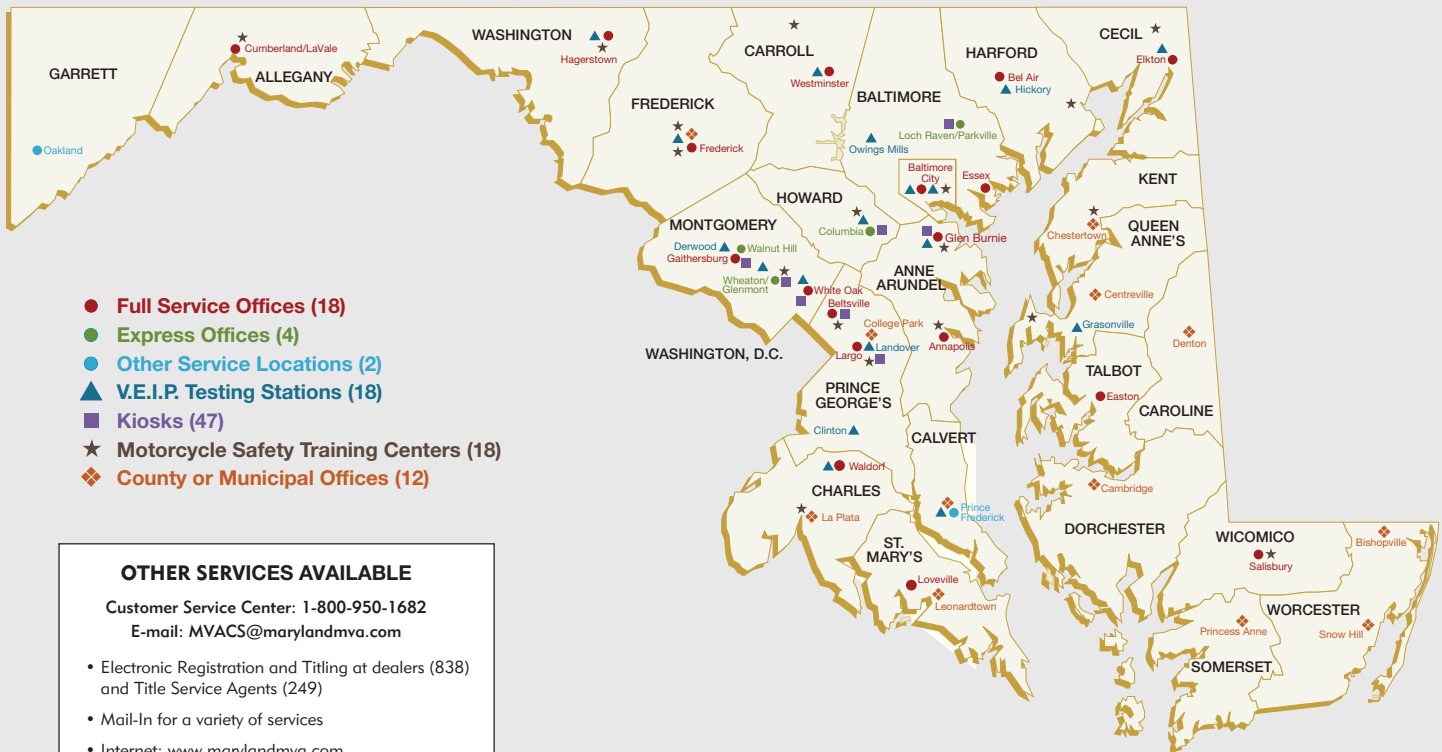 WASHINGTON
Hagerstown
CARROLL
Westminster
HARFORD
Bel Air
Hickory
CECIL
Elkton
Cumberland/LaVale
ALLEGANY
GARRETT
Oakland
FREDERICK
Frederick
BALTIMORE
Loch Raven/Parkville
Owings Mills
Baltimore
City
Essex
KENT
Chestertown
QUEEN
ANNE'S
HOWARD
Columbia
MONTGOMERY
Derwood
Walnut Hill
Gaithersburg
Wheaton/
Glenmont
White Oak
Beltsville
Glen Burnie
ANNE
ARUNDEL
College Park
Largo
Landover
Annapolis
WASHINGTON, D.C.
Centreville
Grasonville
Denton
TALBOT
Easton
CAROLINE
PRINCE
GEORGE'S
Clinton
CALVERT
Waldorf
CHARLES
La Plata
Prince
Frederick
Cambridge
DORCHESTER
ST.
MARY'S
Loveville
Leonardtown
WICOMICO
Salisbury
Bishopville
WORCESTER
Snow Hill
Princess Anne
SOMERSET
Full Service Offices (18)
Express Offices (4)
Other Service Locations (2)
V.E.I.P. Testing Stations (18)
Kiosks (47)
Motorcycle Safety Training Centers (18)
County or Municipal Offices (12)
OTHER SERVICES AVAILABLE
Customer Service Center: 1-800-950-1682
E-mail: MVACS@marylandmva.com
• Electronic Registration and Titling at dealers (838)
and Title Service Agents (249)
• Mail-In for a variety of services
• Internet: www.marylandmva.com